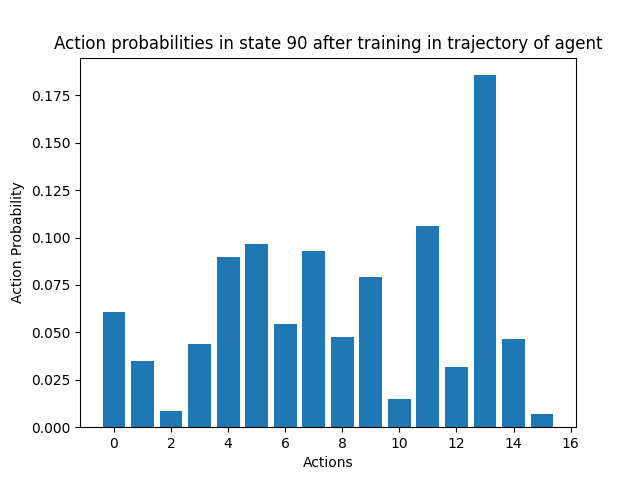 Action probabilities in state 90 after training in trajectory of agent
0.175
0.150
0.125
0.100
0.075
0.050
0.025
0.000
Action Probability
0 2 4 6 8 10 12 14 16
Actions